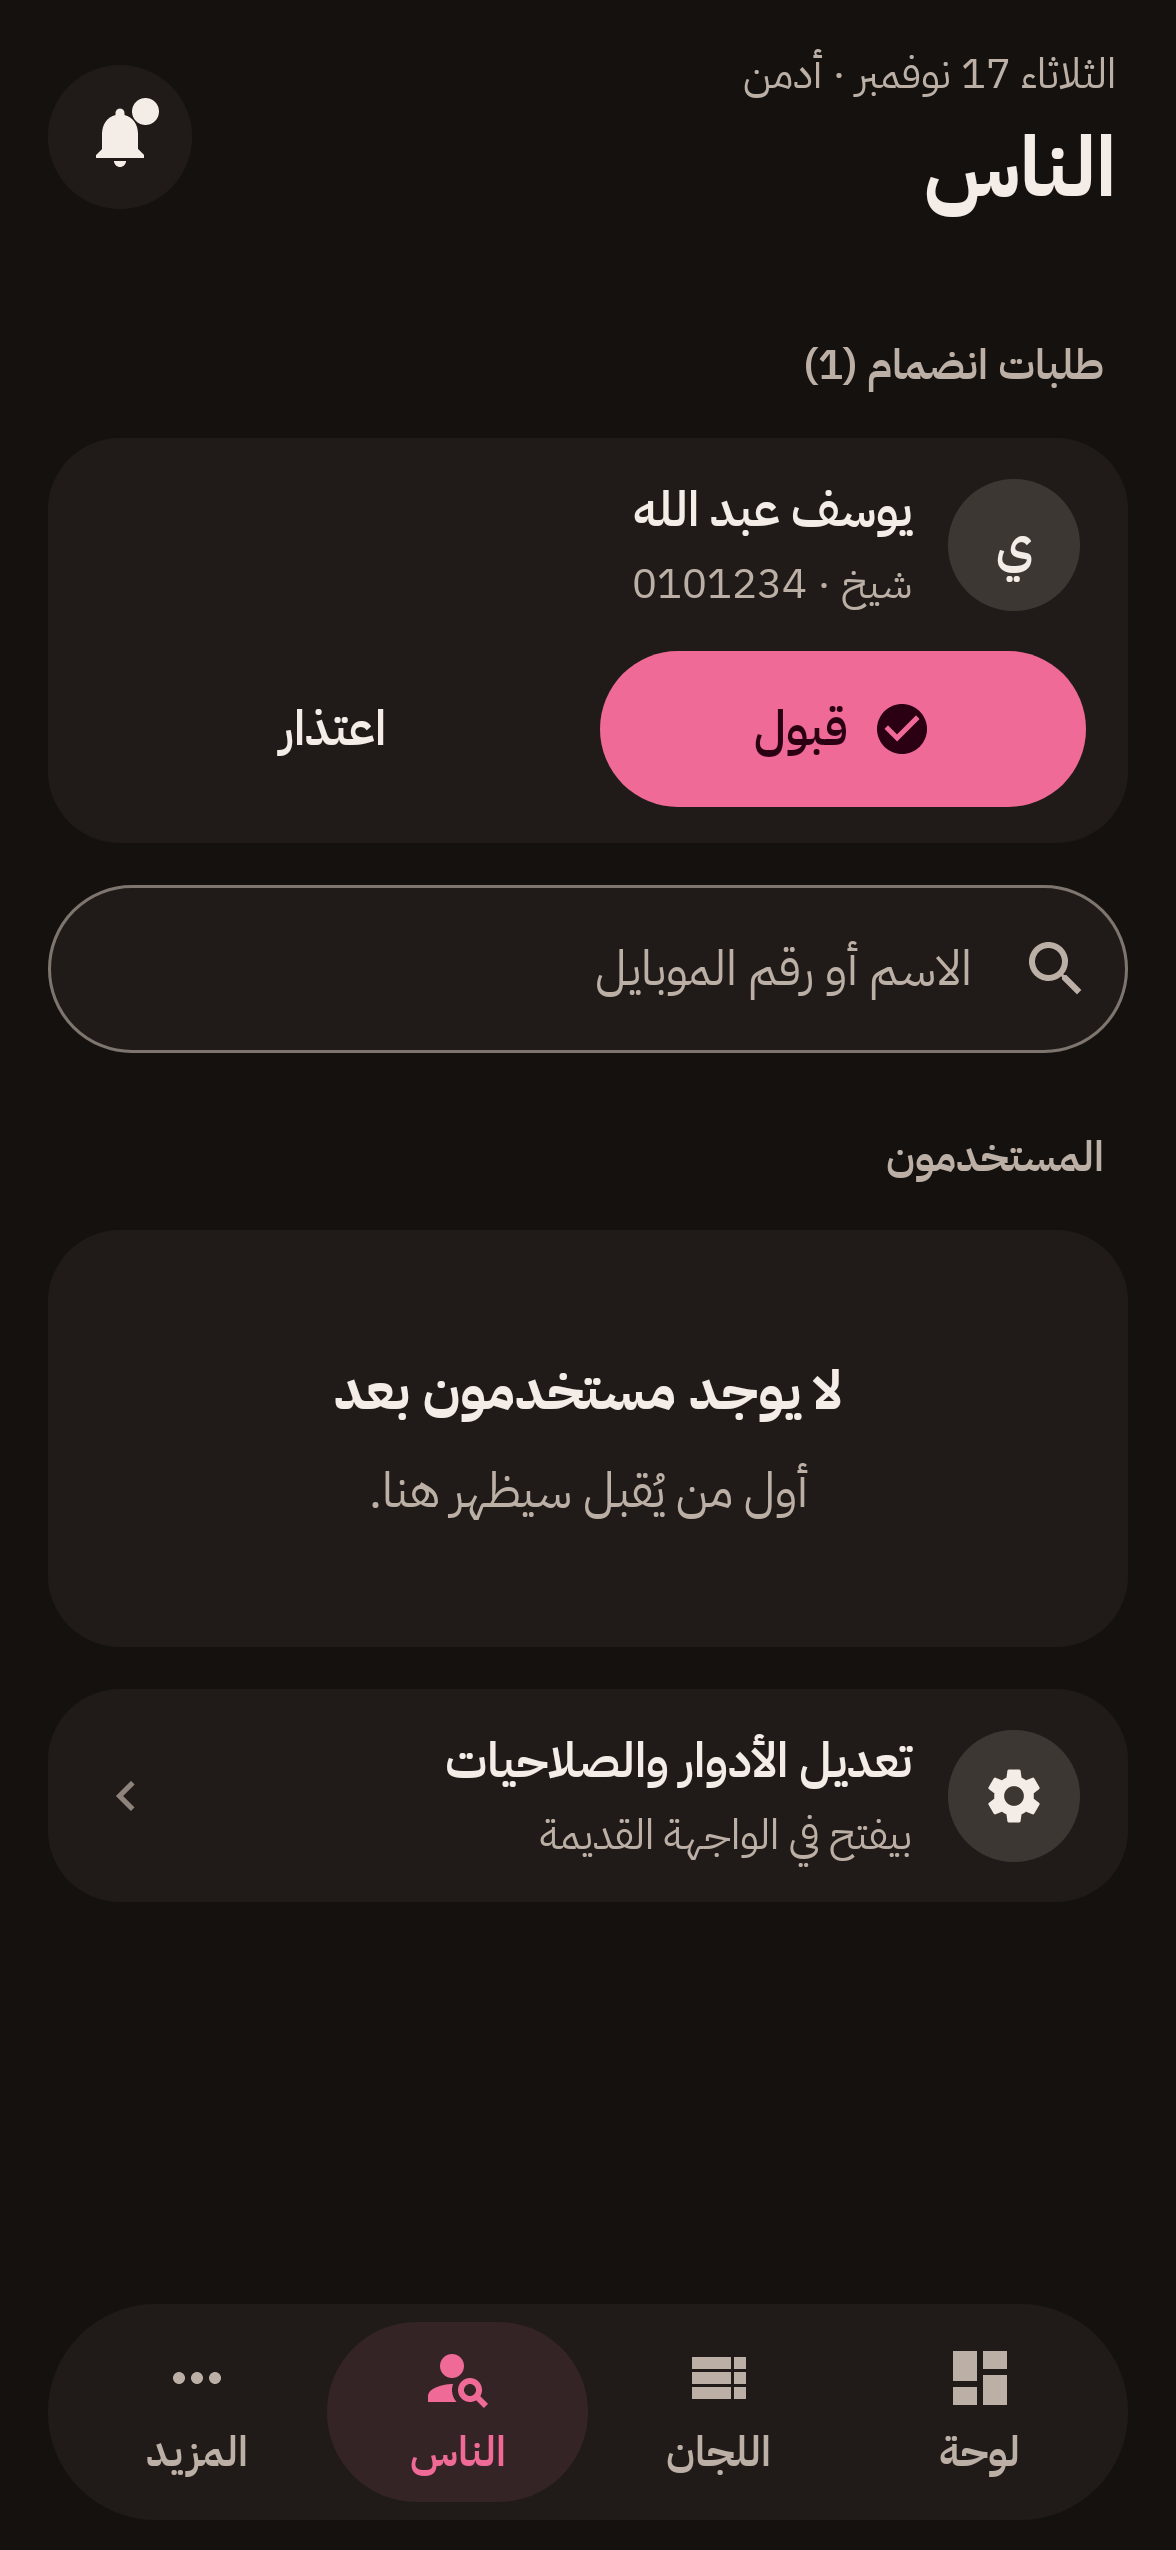 الثلاثاء 17 نوفمبر · أدمن
الناس
طلبات انضمام (1)
ي
يوسف عبد الله
شيخ · 0101234
قبول
اعتذار
الاسم أو رقم الموبايل
المستخدمون
لا يوجد مستخدمون بعد
أول من يُقبل سيظهر هنا.
تعديل الأدوار والصلاحيات
بيفتح في الواجهة القديمة
لوحة
اللجان
الناس
المزيد